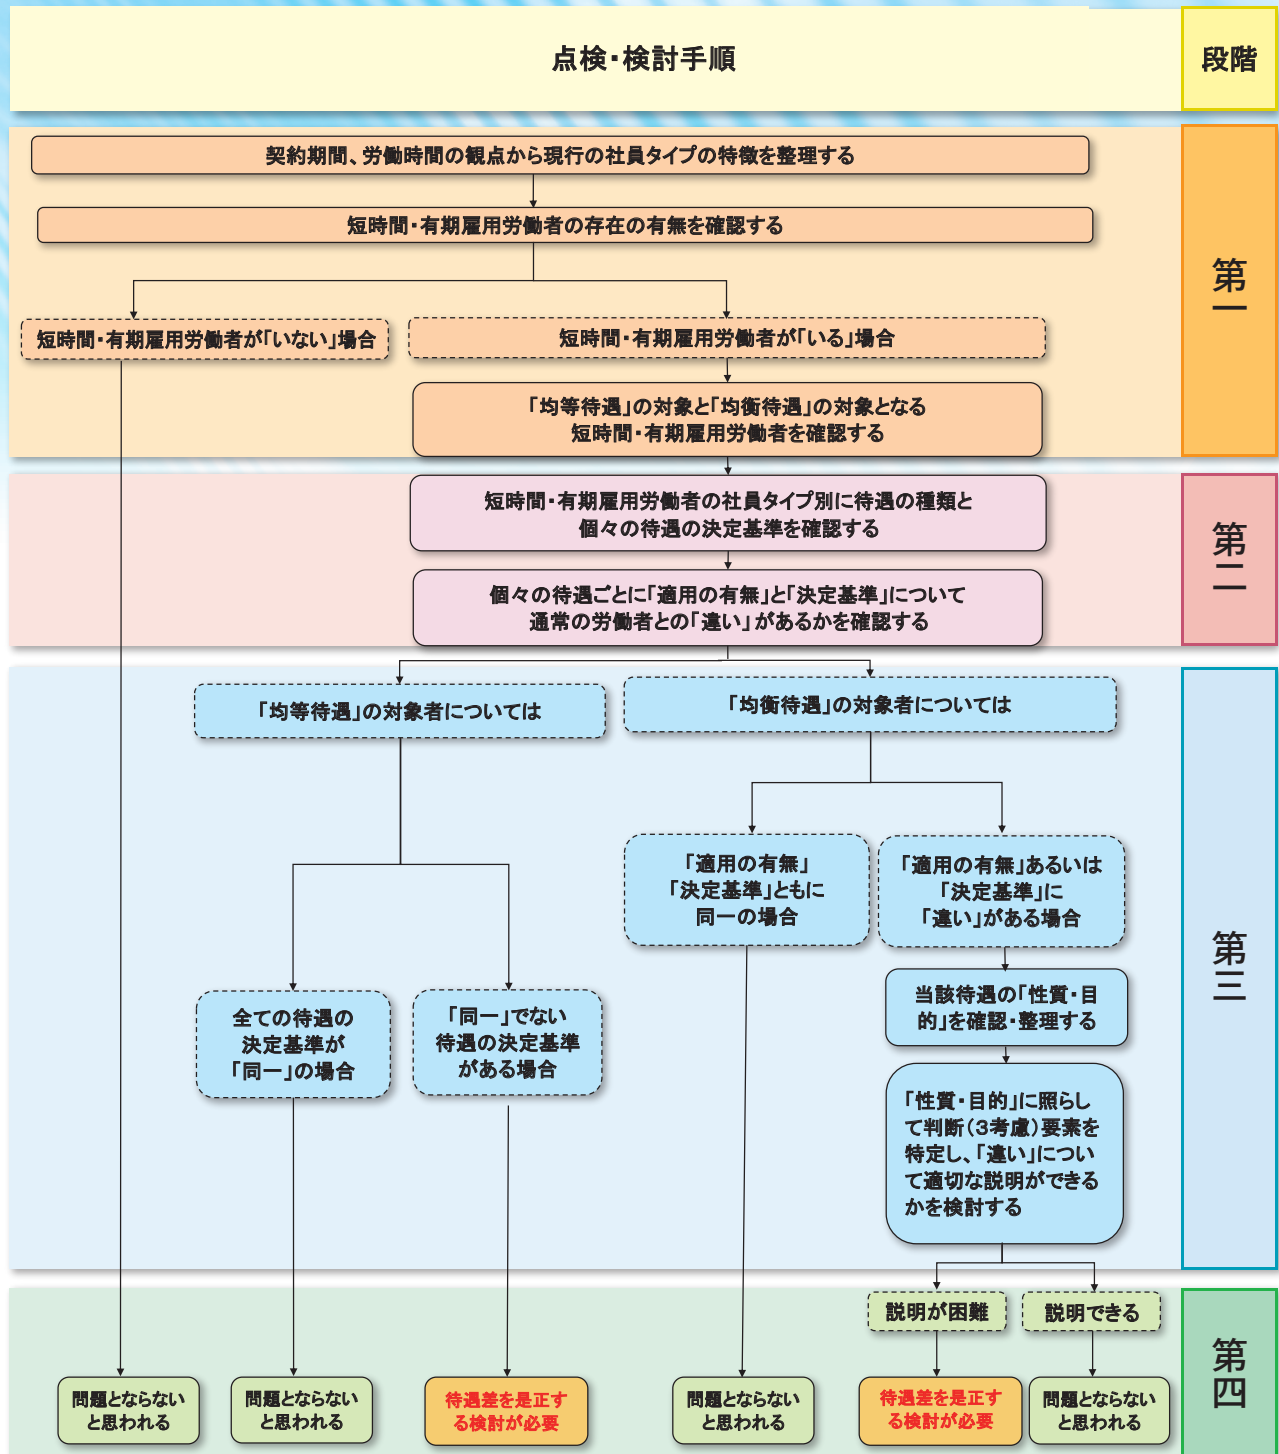 点検・検討手順
段階
契約期間、労働時間の観点から現行の社員タイプの特徴を整理する
短時間・有期雇用労働者の存在の有無を確認する
短時間・有期雇用労働者が「いない」場合
短時間・有期雇用労働者が「いる」場合
「均等待遇」の対象と「均衡待遇」の対象となる
短時間・有期雇用労働者を確認する
第一
短時間・有期雇用労働者の社員タイプ別に待遇の種類と
個々の待遇の決定基準を確認する
個々の待遇ごとに「適用の有無」と「決定基準」について
通常の労働者との「違い」があるかを確認する
第二
「均等待遇」の対象者については
「均衡待遇」の対象者については
「適用の有無」
「決定基準」ともに
同一の場合
「適用の有無」あるいは
「決定基準」に
「違い」がある場合
全ての待遇の
決定基準が
「同一」の場合
「同一」でない
待遇の決定基準
がある場合
当該待遇の「性質・目
的」を確認・整理する
「性質・目的」に照らし
て判断（3考慮）要素を
特定し、「違い」につい
て適切な説明ができる
かを検討する
第三
説明が困難
説明できる
問題とならない
と思われる
問題とならない
と思われる
待遇差を是正す
る検討が必要
問題とならない
と思われる
待遇差を是正す
る検討が必要
問題とならない
と思われる
第四